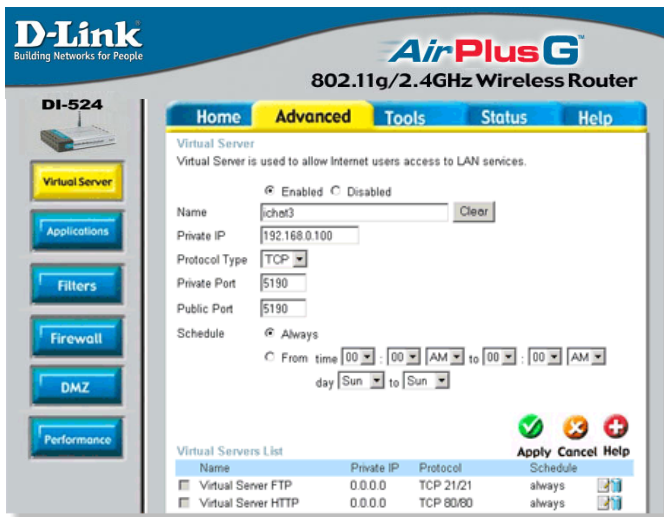 D-Link
Building Networks for People
AirPlus G™
802.11g/2.4GHz Wireless Router
DI-524
Home Advanced Tools Status Help
Virtual Server
Applications
Filters
Firewall
DMZ
Performance
Virtual Server
Virtual Server is used to allow Internet users access to LAN services.
Enabled Disabled
Name ichat3 Clear
Private IP 192.168.0.100
Protocol Type TCP
Private Port 5190
Public Port 5190
Schedule Always
From time 00 : 00 AM to 00 : 00 AM
day Sun to Sun
Apply Cancel Help
Virtual Servers List
Name Private IP Protocol Schedule
Virtual Server FTP 0.0.0.0 TCP 21/21 always
Virtual Server HTTP 0.0.0.0 TCP 80/80 always